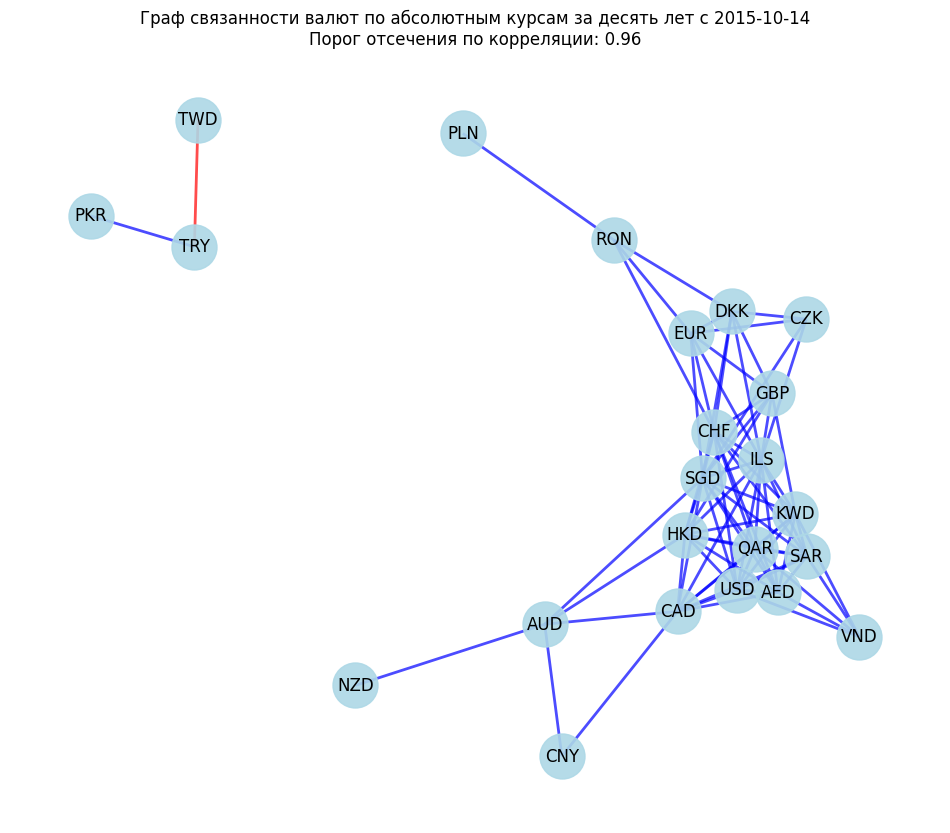 Граф связанности валют по абсолютным курсам за десять лет с 2015-10-14
Порог отсечения по корреляции: 0.96
TWD
PLN
PKR
TRY
RON
DKK
CZK
EUR
GBP
CHF
ILS
SGD
KWD
HKD
QAR
SAR
USD
AED
CAD
AUD
VND
NZD
CNY